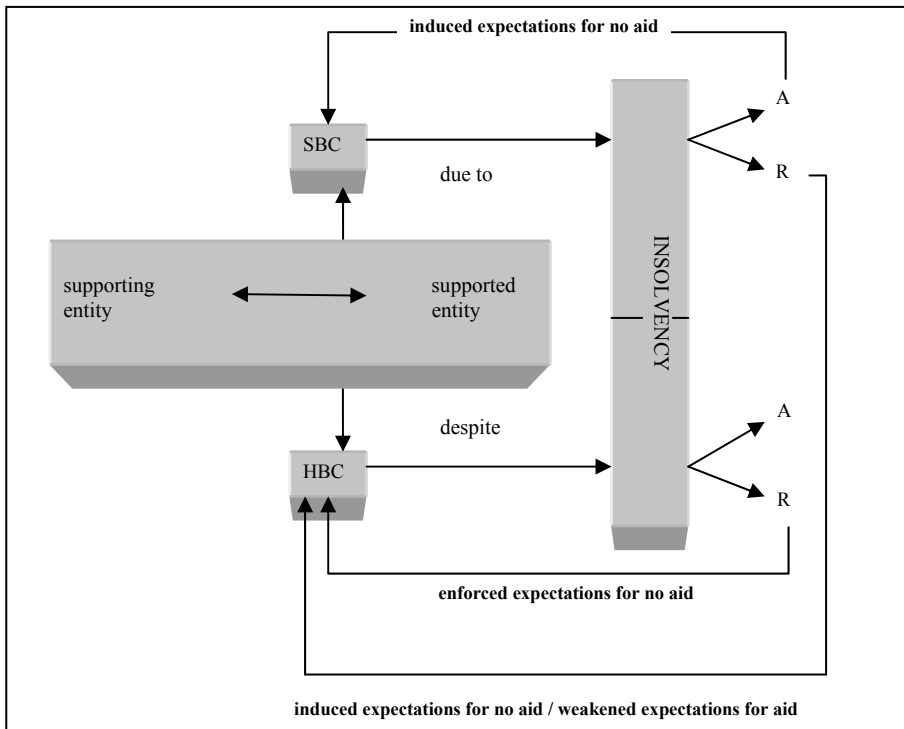 induced expectations for no aid
A
SBC
due to
R
supporting
entity
supported
entity
INSOLVENCY
despite
A
HBC
R
enforced expectations for no aid
induced expectations for no aid / weakened expectations for aid